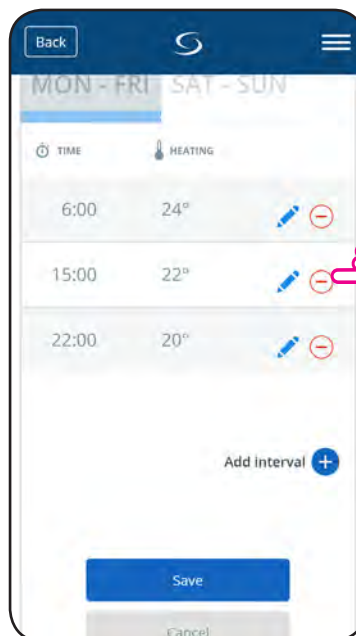 Back
MON - FRI SAT - SUN
TIME HEATING
6:00 24°
15:00 22°
22:00 20°
Add interval
Save
Cancel